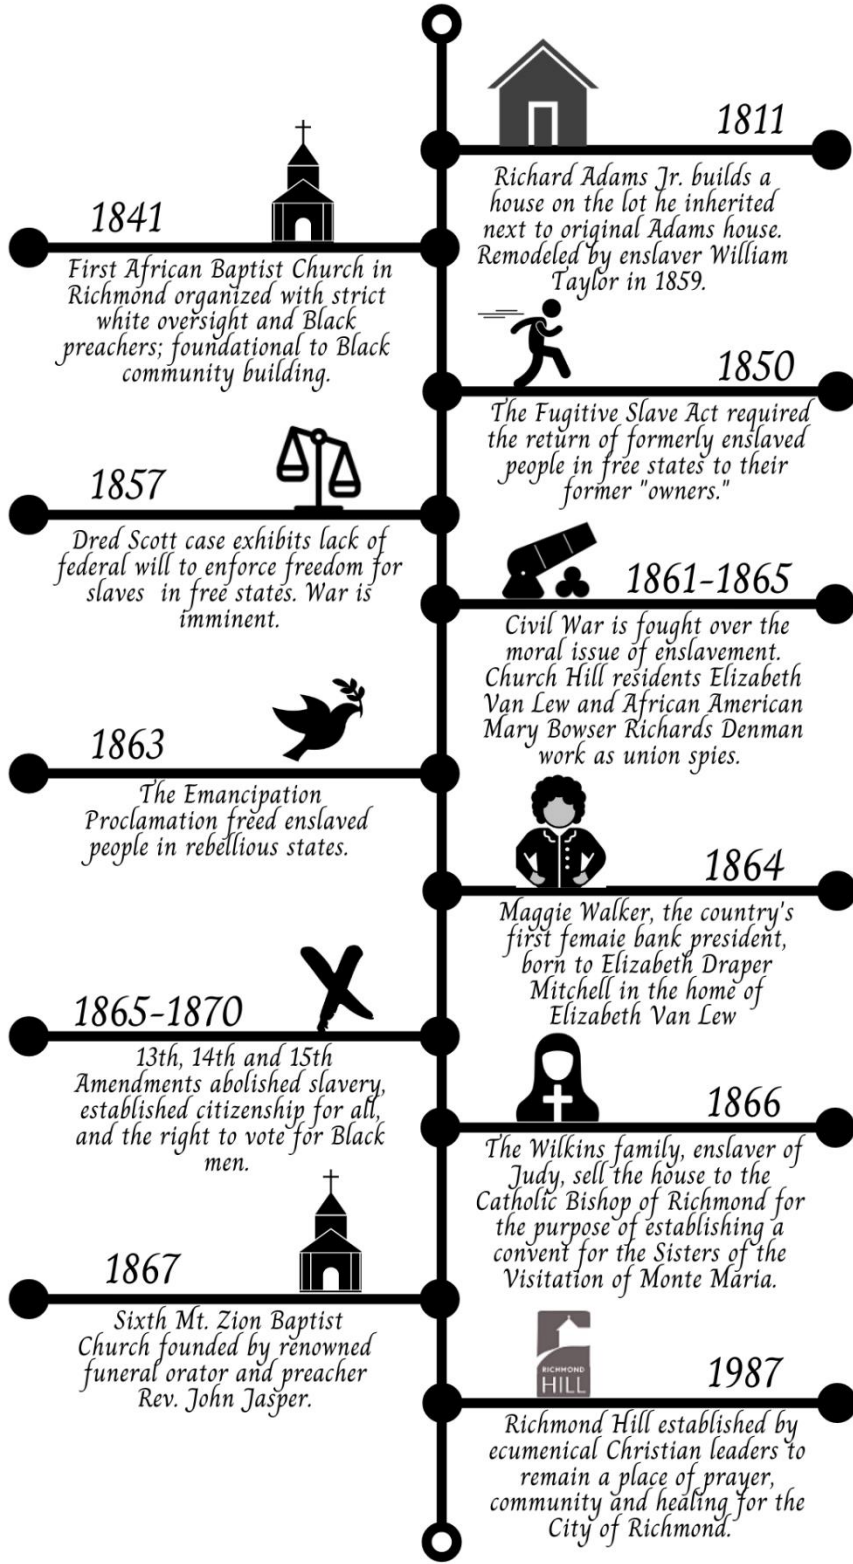 1811
Richard Adams Jr. builds a
house on the lot he inherited
next to original Adams house.
Remodeled by enslaver William
Taylor in 1859.
1841
First African Baptist Church in
Richmond organized with strict
white oversight and Black
preachers; foundational to Black
community building.
1850
The Fugitive Slave Act required
the return of formerly enslaved
people in free states to their
former "owners."
1857
Dred Scott case exhibits lack of
federal will to enforce freedom for
slaves in free states. War is
imminent.
1861-1865
Civil War is fought over the
moral issue of enslavement.
Church Hill residents Elizabeth
Van Lew and African American
Mary Bowser Richards Denman
work as union spies.
1863
The Emancipation
Proclamation freed enslaved
people in rebellious states.
1864
Maggie Walker, the country's
first femaie bank president,
born to Elizabeth Draper
Mitchell in the home of
Elizabeth Van Lew
1865-1870
13th, 14th and 15th
Amendments abolished slavery,
established citizenship for all,
and the right to vote for Black
men.
1866
The Wilkins family, enslaver of
Judy, sell the house to the
Catholic Bishop of Richmond for
the purpose of establishing a
convent for the Sisters of the
Visitation of Monte Maria.
1867
Sixth Mt. Zion Baptist
Church founded by renowned
funeral orator and preacher
Rev. John Jasper.
RICHMOND
HILL
1987
Richmond Hill established by
ecumenical Christian leaders to
remain a place of prayer,
community and healing for the
City of Richmond.